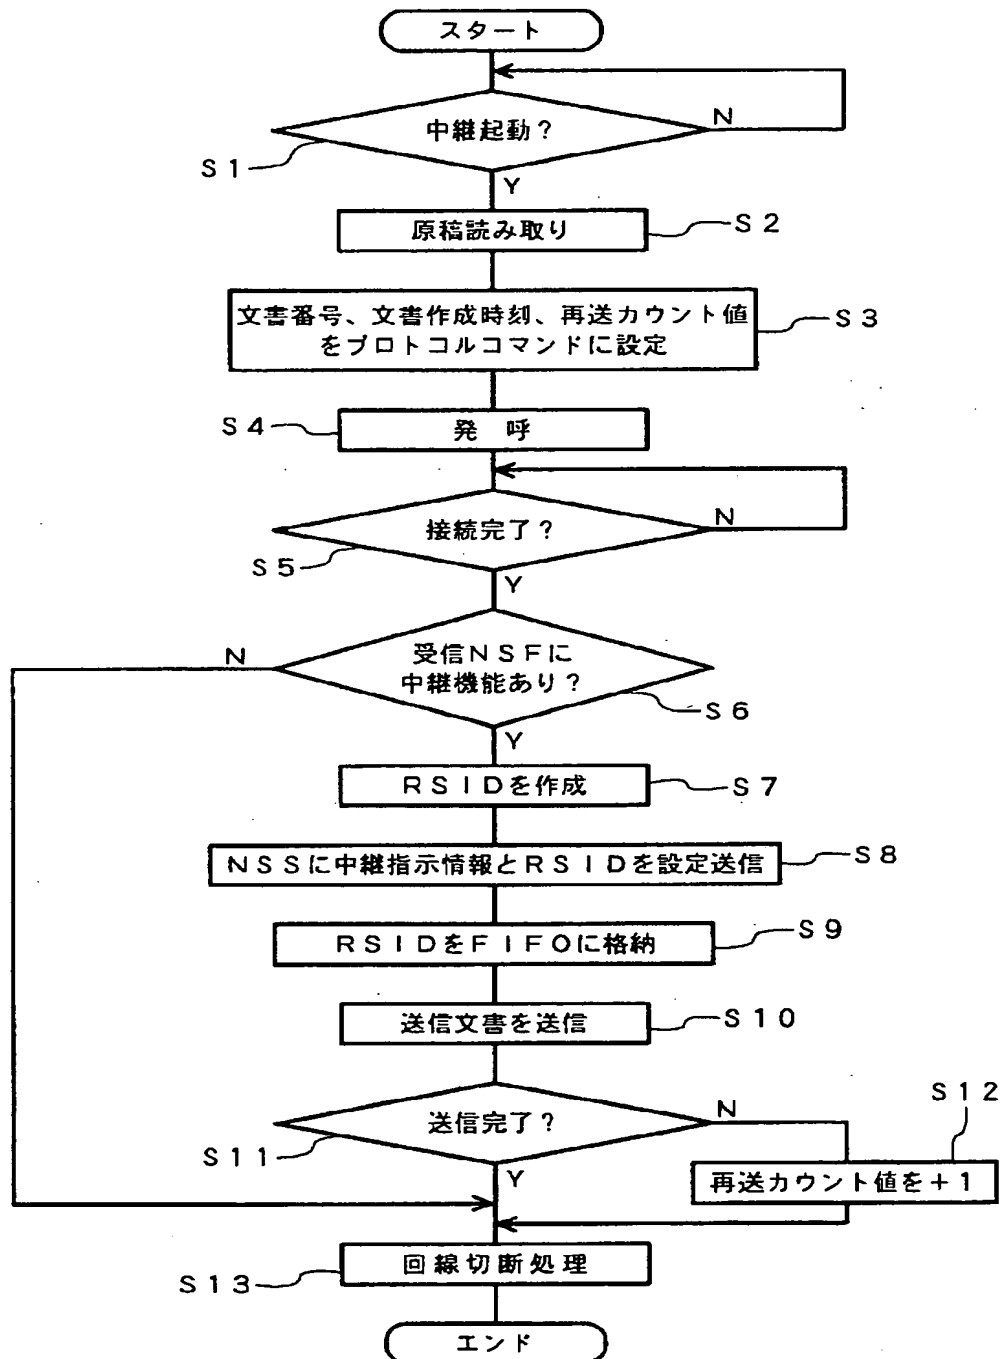 スタート
中継起動？
N
S1
Y
原稿読み取り
S2
文書番号、文書作成時刻、再送カウント値
をプロトコルコマンドに設定
S3
S4
発　呼
接続完了？
N
S5
Y
N
受信NSFに
中継機能あり？
S6
Y
RSIDを作成
S7
NSSに中継指示情報とRSIDを設定送信
S8
RSIDをFIFOに格納
S9
送信文書を送信
S10
送信完了？
N
S12
S11
Y
再送カウント値を+1
回線切断処理
S13
エンド